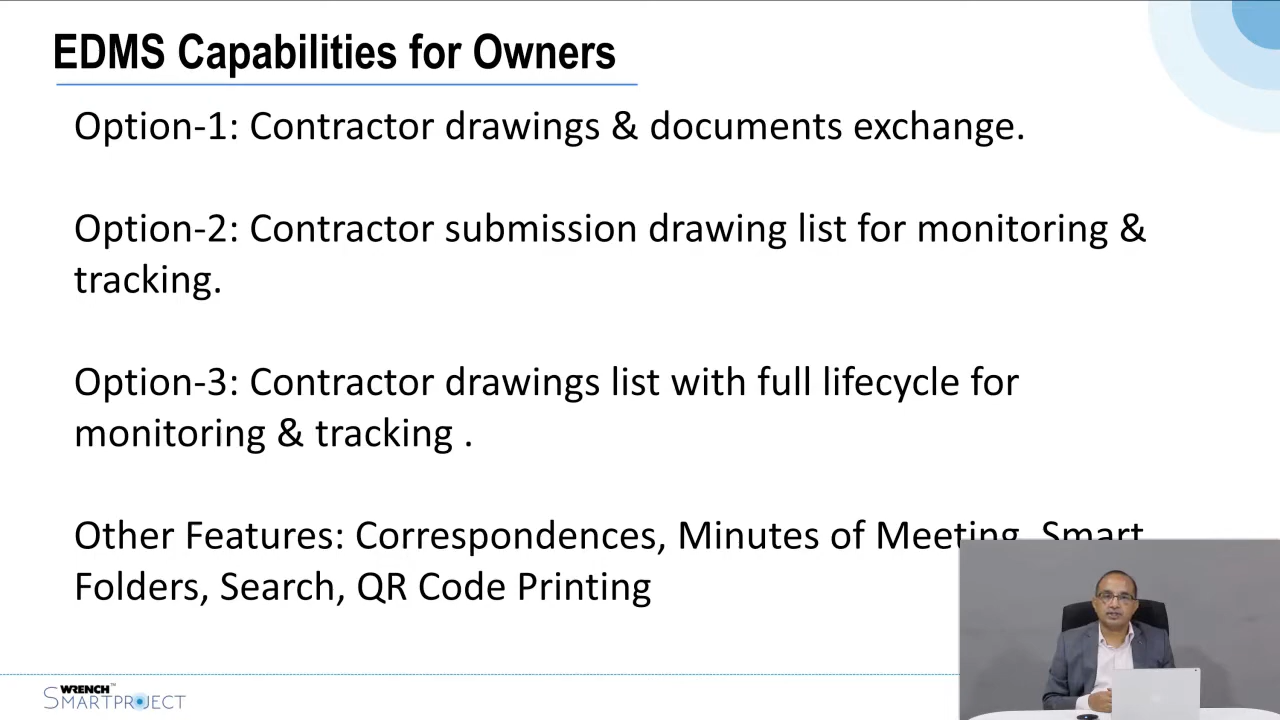 EDMS Capabilities for Owners
Option-1: Contractor drawings & documents exchange.
Option-2: Contractor submission drawing list for monitoring &
tracking.
Option-3: Contractor drawings list with full lifecycle for
monitoring & tracking .
Other Features: Correspondences, Minutes of Meeting, Smart
Folders, Search, QR Code Printing
WRENCH™
SMARTPROJECT